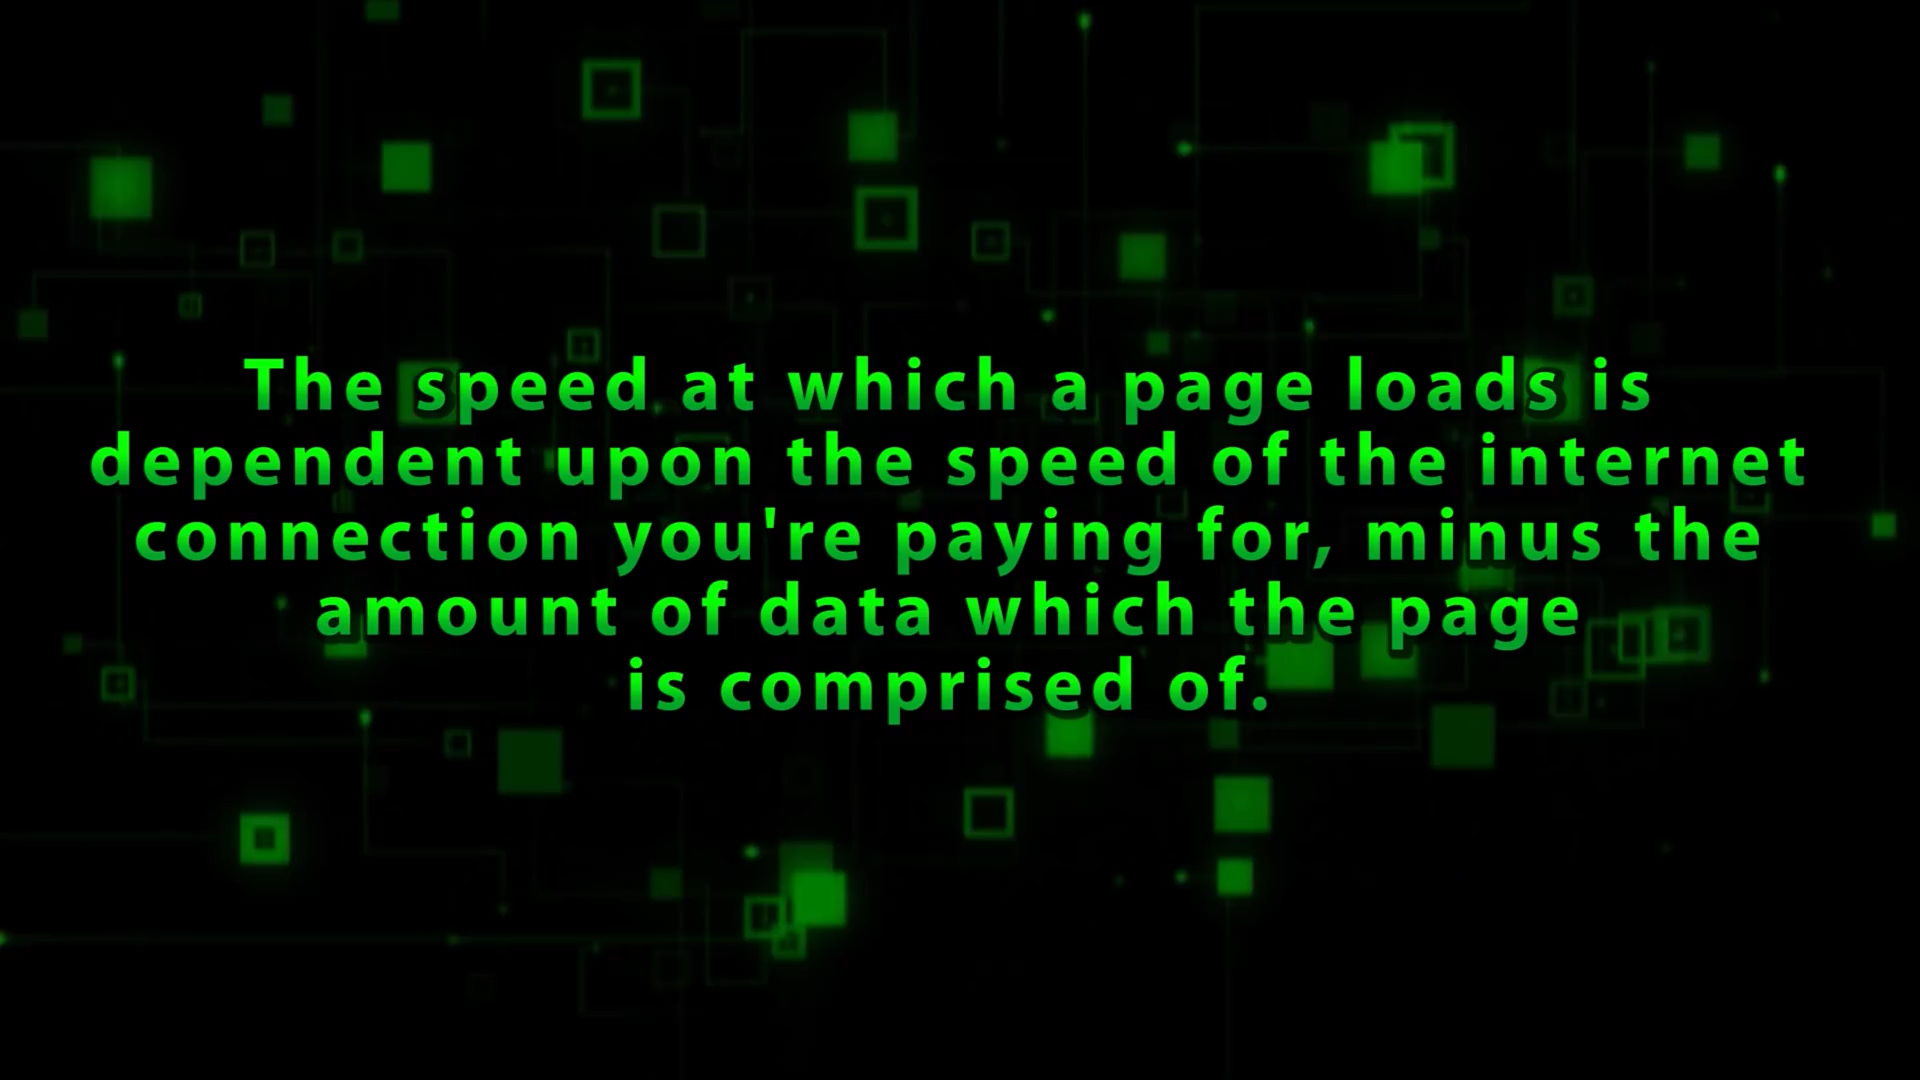 The speed at which a page loads is
dependent upon the speed of the internet
connection you're paying for, minus the
amount of data which the page
is comprised of.